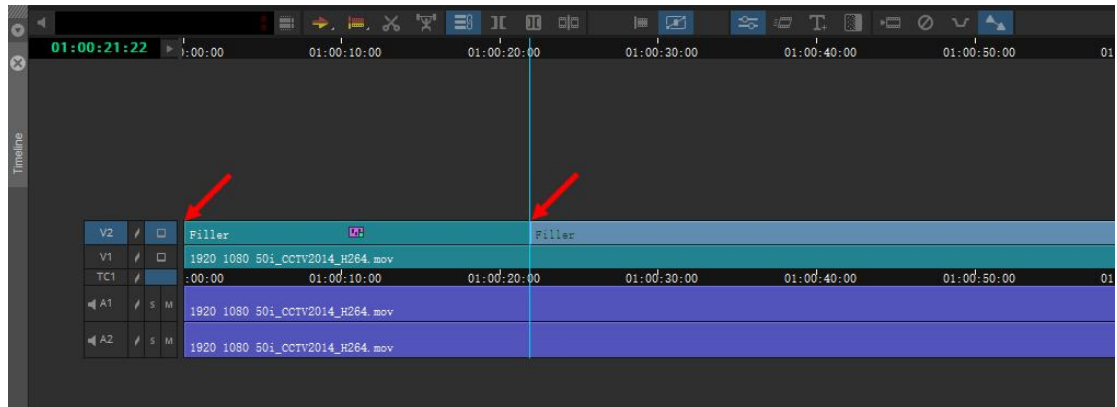 01:00:21:22
):00:00 01:00:10:00 01:00:20:00 01:00:30:00 01:00:40:00 01:00:50:00 01
Timeline
V2 Filler Filler
V1 1920 1080 50i_CCTV2014_H264.mov
TC1 :00:00 01:00:10:00 01:00:20:00 01:00:30:00 01:00:40:00 01:00:50:00 01
A1 S M 1920 1080 50i_CCTV2014_H264.mov
A2 S M 1920 1080 50i_CCTV2014_H264.mov